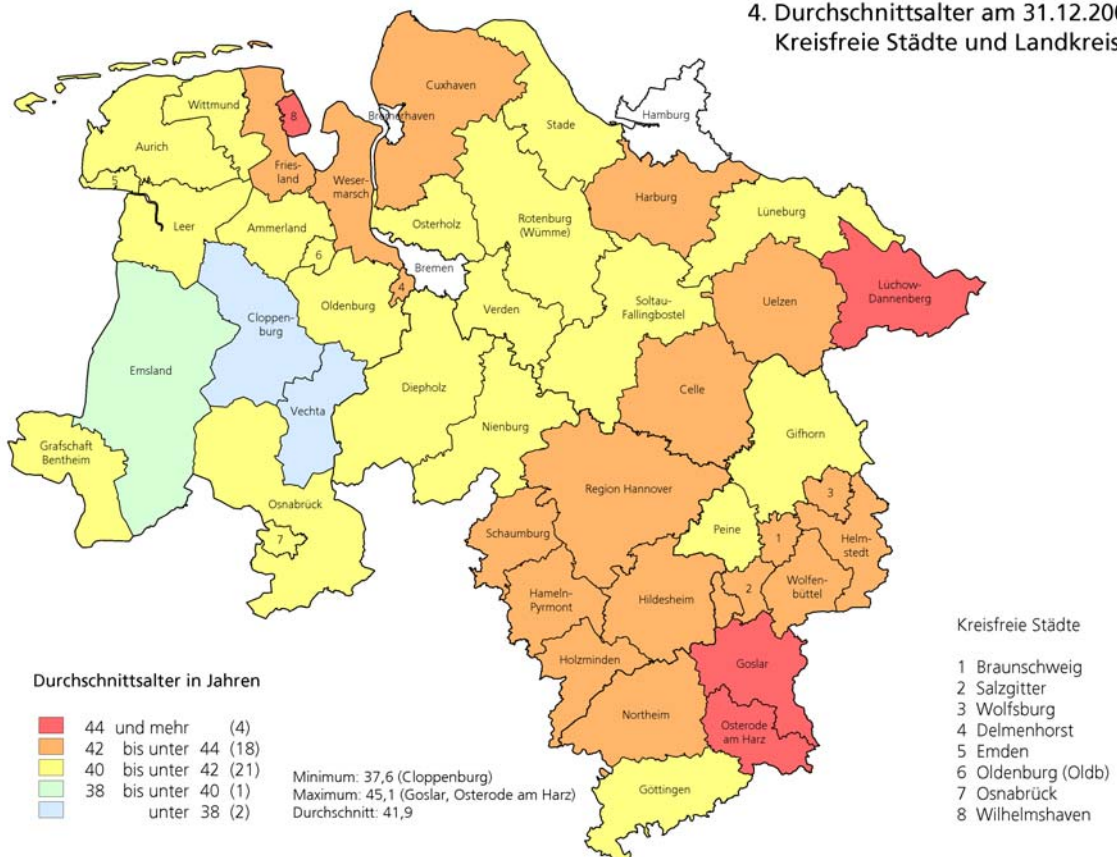 4. Durchschnittsalter am 31.12.200
Kreisfreie Städte und Landkreis
Cuxhaven
Hamburg
Wittmund
8
Bremerhaven
Stade
Aurich
Fries-
land
Weser-
marsch
Harburg
5
Lüneburg
Leer
Ammerland
Osterholz
Rotenburg
(Wümme)
6
Bremen
4
Lüchow-
Dannenberg
Uelzen
Oldenburg
Verden
Soltau-
Fallingbostel
Cloppen-
burg
Emsland
Celle
Diepholz
Vechta
Nienburg
Gifhorn
Grafschaft
Bentheim
Region Hannover
3
Osnabrück
Peine
Schaumburg
1
Helm-
stedt
7
2
Wolfen-
büttel
Hameln-
Pyrmont
Hildesheim
Holzminden
Goslar
Northeim
Osterode
am Harz
Göttingen
Durchschnittsalter in Jahren
44 und mehr (4)
42 bis unter 44 (18)
40 bis unter 42 (21)
38 bis unter 40 (1)
unter 38 (2)
Minimum: 37,6 (Cloppenburg)
Maximum: 45,1 (Goslar, Osterode am Harz)
Durchschnitt: 41,9
Kreisfreie Städte
1 Braunschweig
2 Salzgitter
3 Wolfsburg
4 Delmenhorst
5 Emden
6 Oldenburg (Oldb)
7 Osnabrück
8 Wilhelmshaven